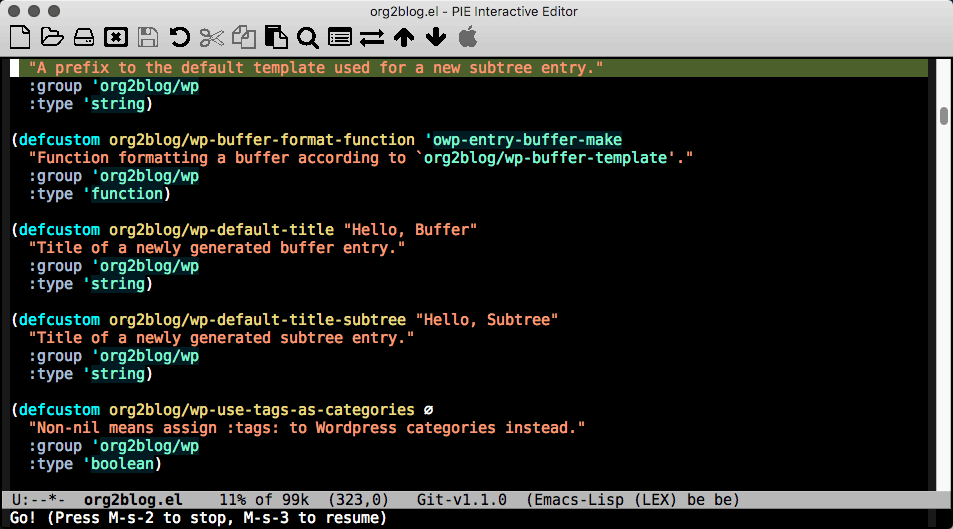 org2blog.el - PIE Interactive Editor
"A prefix to the default template used for a new subtree entry."
:group 'org2blog/wp
:type 'string)
(defcustom org2blog/wp-buffer-format-function 'owp-entry-buffer-make
"Function formatting a buffer according to `org2blog/wp-buffer-template'."
:group 'org2blog/wp
:type 'function)
(defcustom org2blog/wp-default-title "Hello, Buffer"
"Title of a newly generated buffer entry."
:group 'org2blog/wp
:type 'string)
(defcustom org2blog/wp-default-title-subtree "Hello, Subtree"
"Title of a newly generated subtree entry."
:group 'org2blog/wp
:type 'string)
(defcustom org2blog/wp-use-tags-as-categories ∅
"Non-nil means assign :tags: to Wordpress categories instead."
:group 'org2blog/wp
:type 'boolean)
U:--*-  org2blog.el    11% of 99k  (323,0)   Git-v1.1.0  (Emacs-Lisp (LEX) be be)
Go! (Press M-s-2 to stop, M-s-3 to resume)